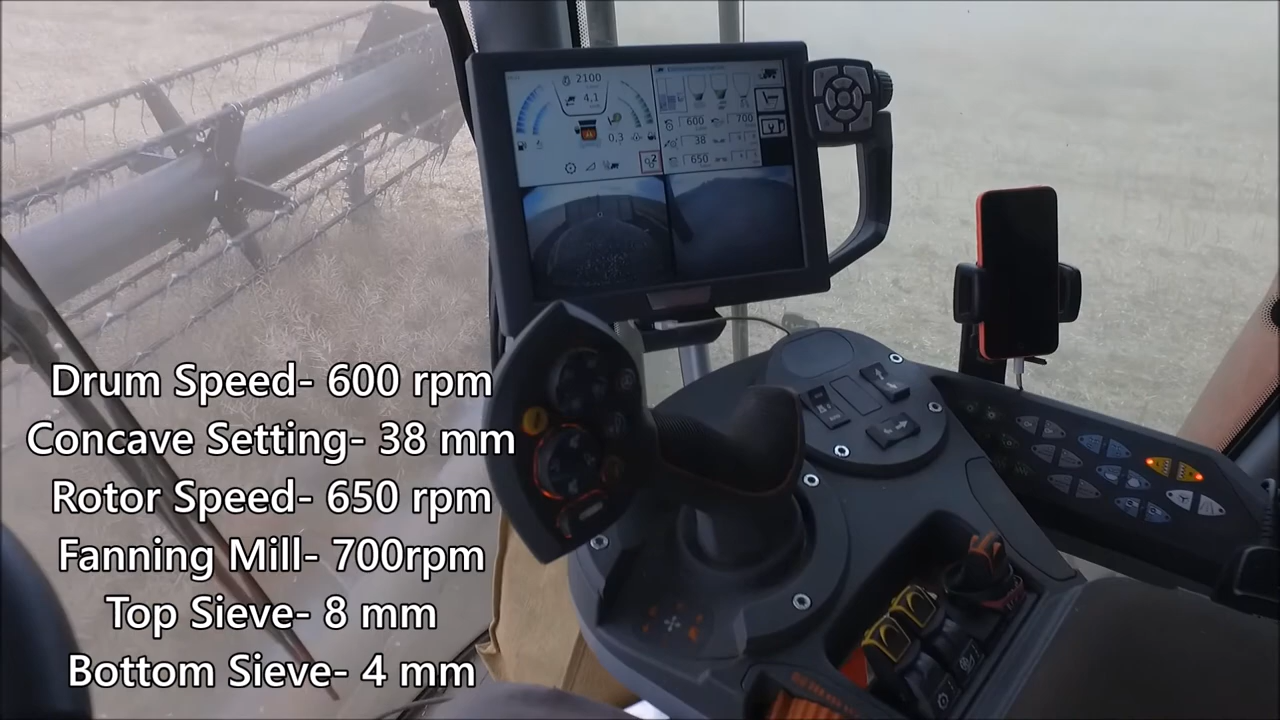 2100
4,1
0,3
2
600
700
38
650
Drum Speed- 600 rpm
Concave Setting- 38 mm
Rotor Speed- 650 rpm
Fanning Mill- 700rpm
Top Sieve- 8 mm
Bottom Sieve- 4 mm